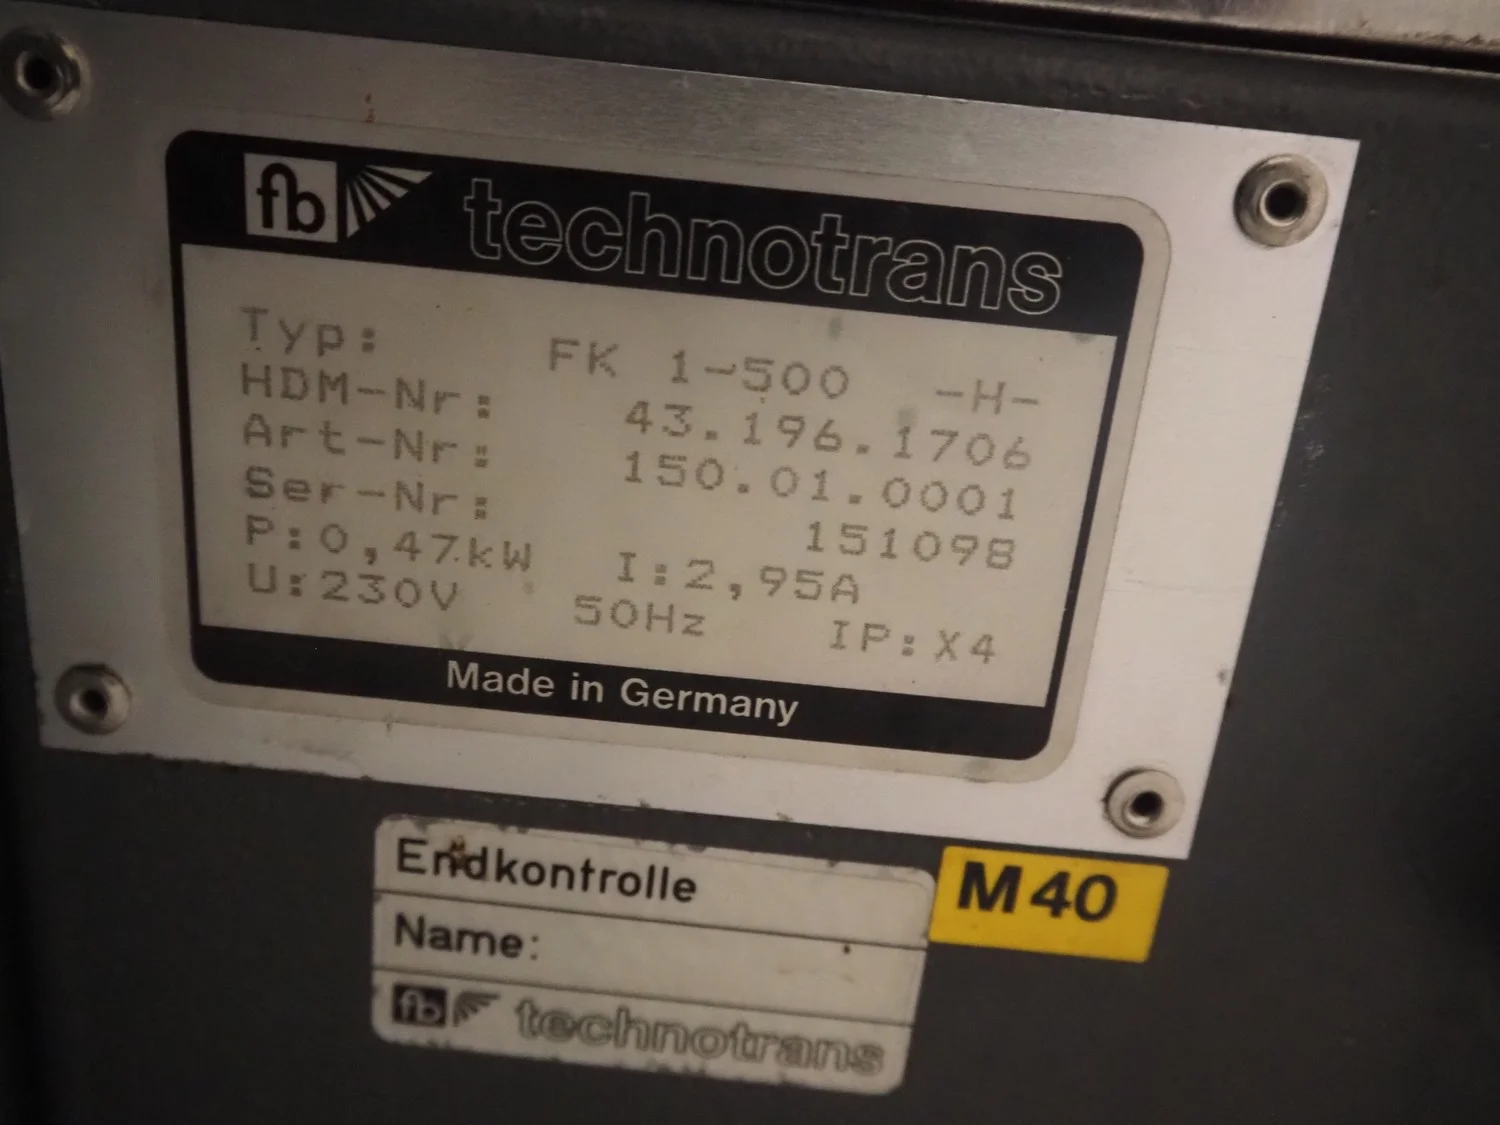 fb technotrans
Typ: FK 1-500 -H-
HDM-Nr: 43.196.1706
Art-Nr: 150.01.0001
Ser-Nr: 151098
P:0,47kW I:2,95A
U:230V 50Hz IP:X4
Made in Germany
Endkontrolle
M40
Name:
fb technotrans